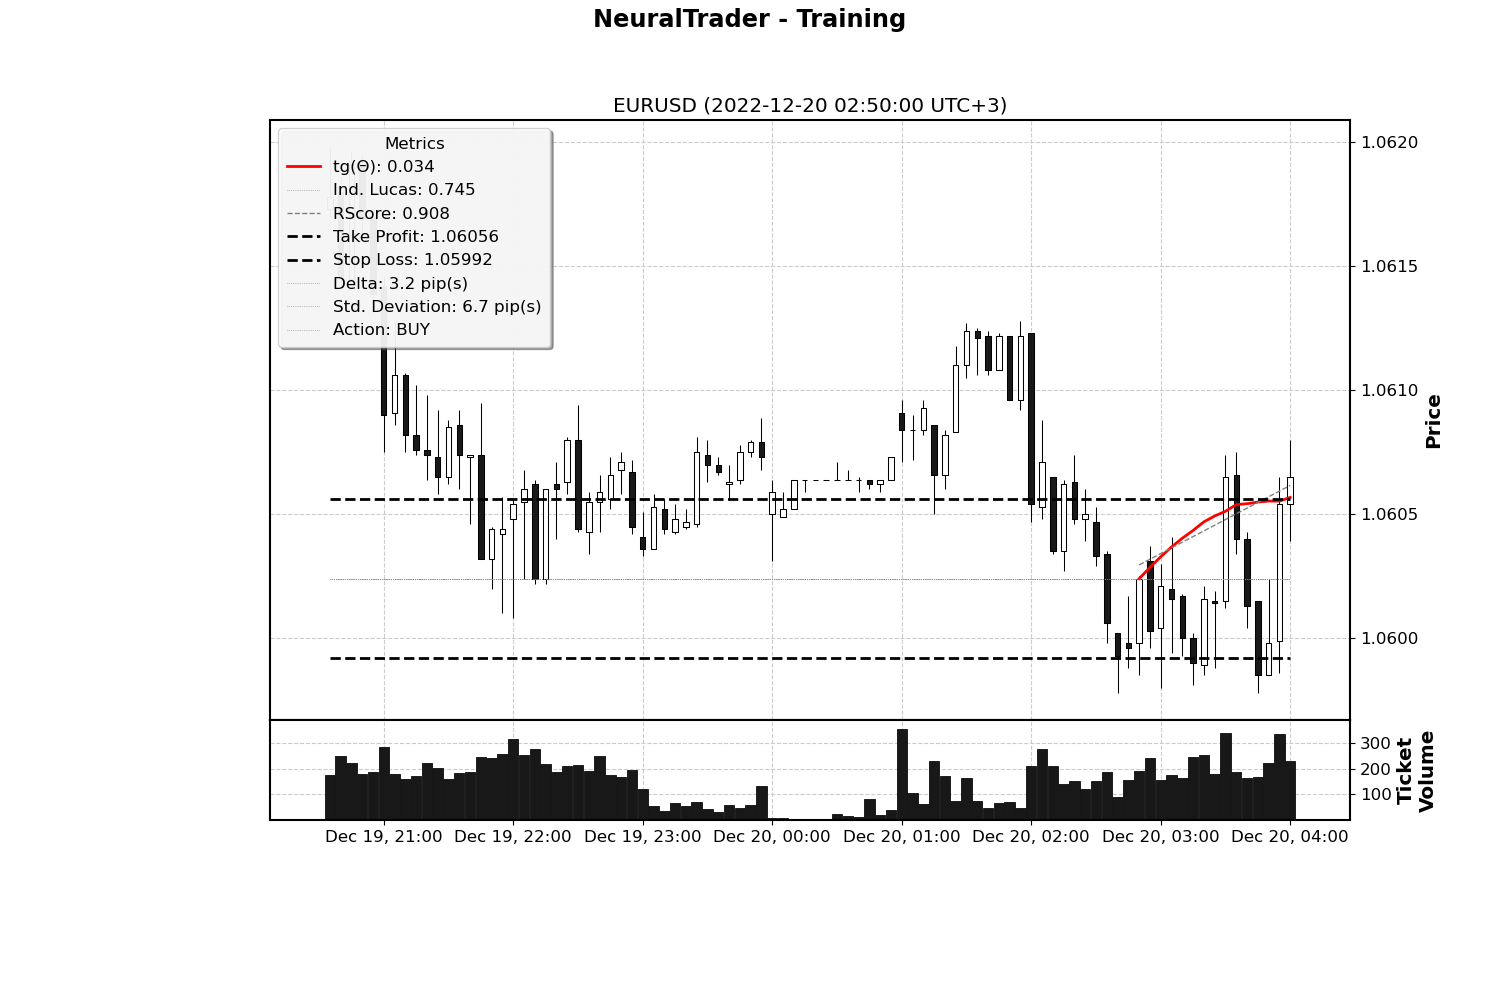 NeuralTrader - Training
EURUSD (2022-12-20 02:50:00 UTC+3)
Metrics
tg(Θ): 0.034
Ind. Lucas: 0.745
RScore: 0.908
Take Profit: 1.06056
Stop Loss: 1.05992
Delta: 3.2 pip(s)
Std. Deviation: 6.7 pip(s)
Action: BUY
1.0620
1.0615
1.0610
1.0605
1.0600
Price
300
200
100
Ticket
Volume
Dec 19, 21:00
Dec 19, 22:00
Dec 19, 23:00
Dec 20, 00:00
Dec 20, 01:00
Dec 20, 02:00
Dec 20, 03:00
Dec 20, 04:00